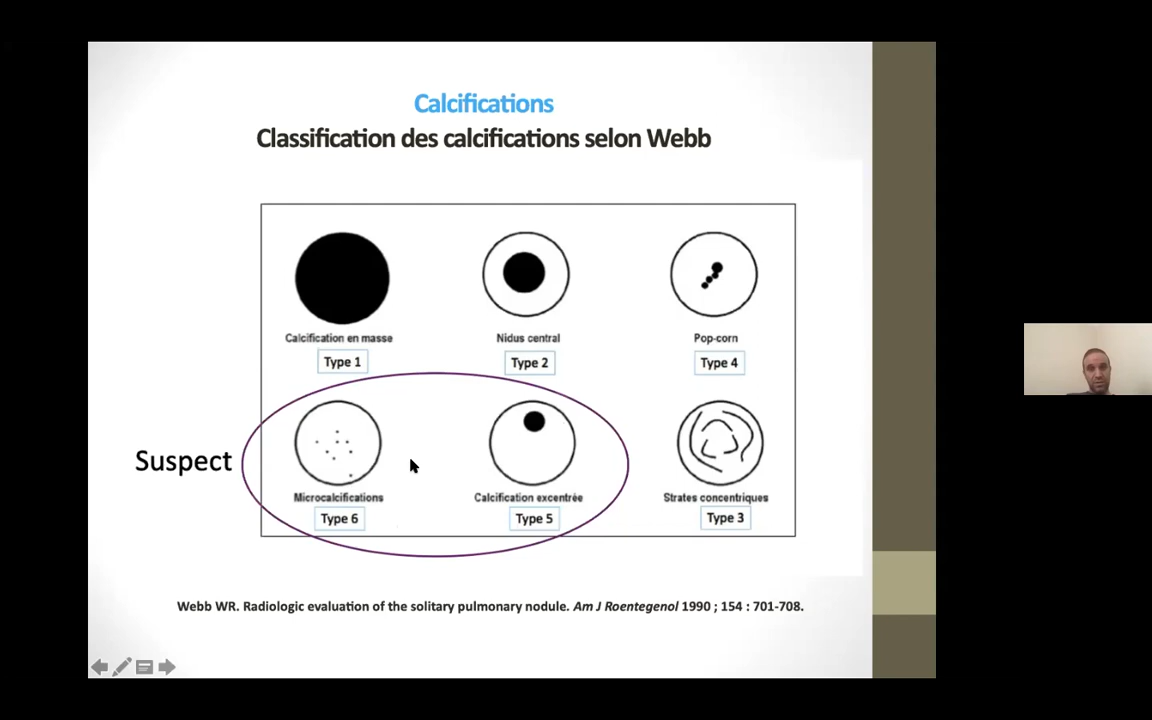 Calcifications
Classification des calcifications selon Webb
Calcification en masse
Nidus central
Pop-corn
Type 1
Type 2
Type 4
Suspect
Microcalcifications
Calcification excentrée
Strates concentriques
Type 6
Type 5
Type 3
Webb WR. Radiologic evaluation of the solitary pulmonary nodule. Am J Roentegenol 1990 ; 154 : 701-708.